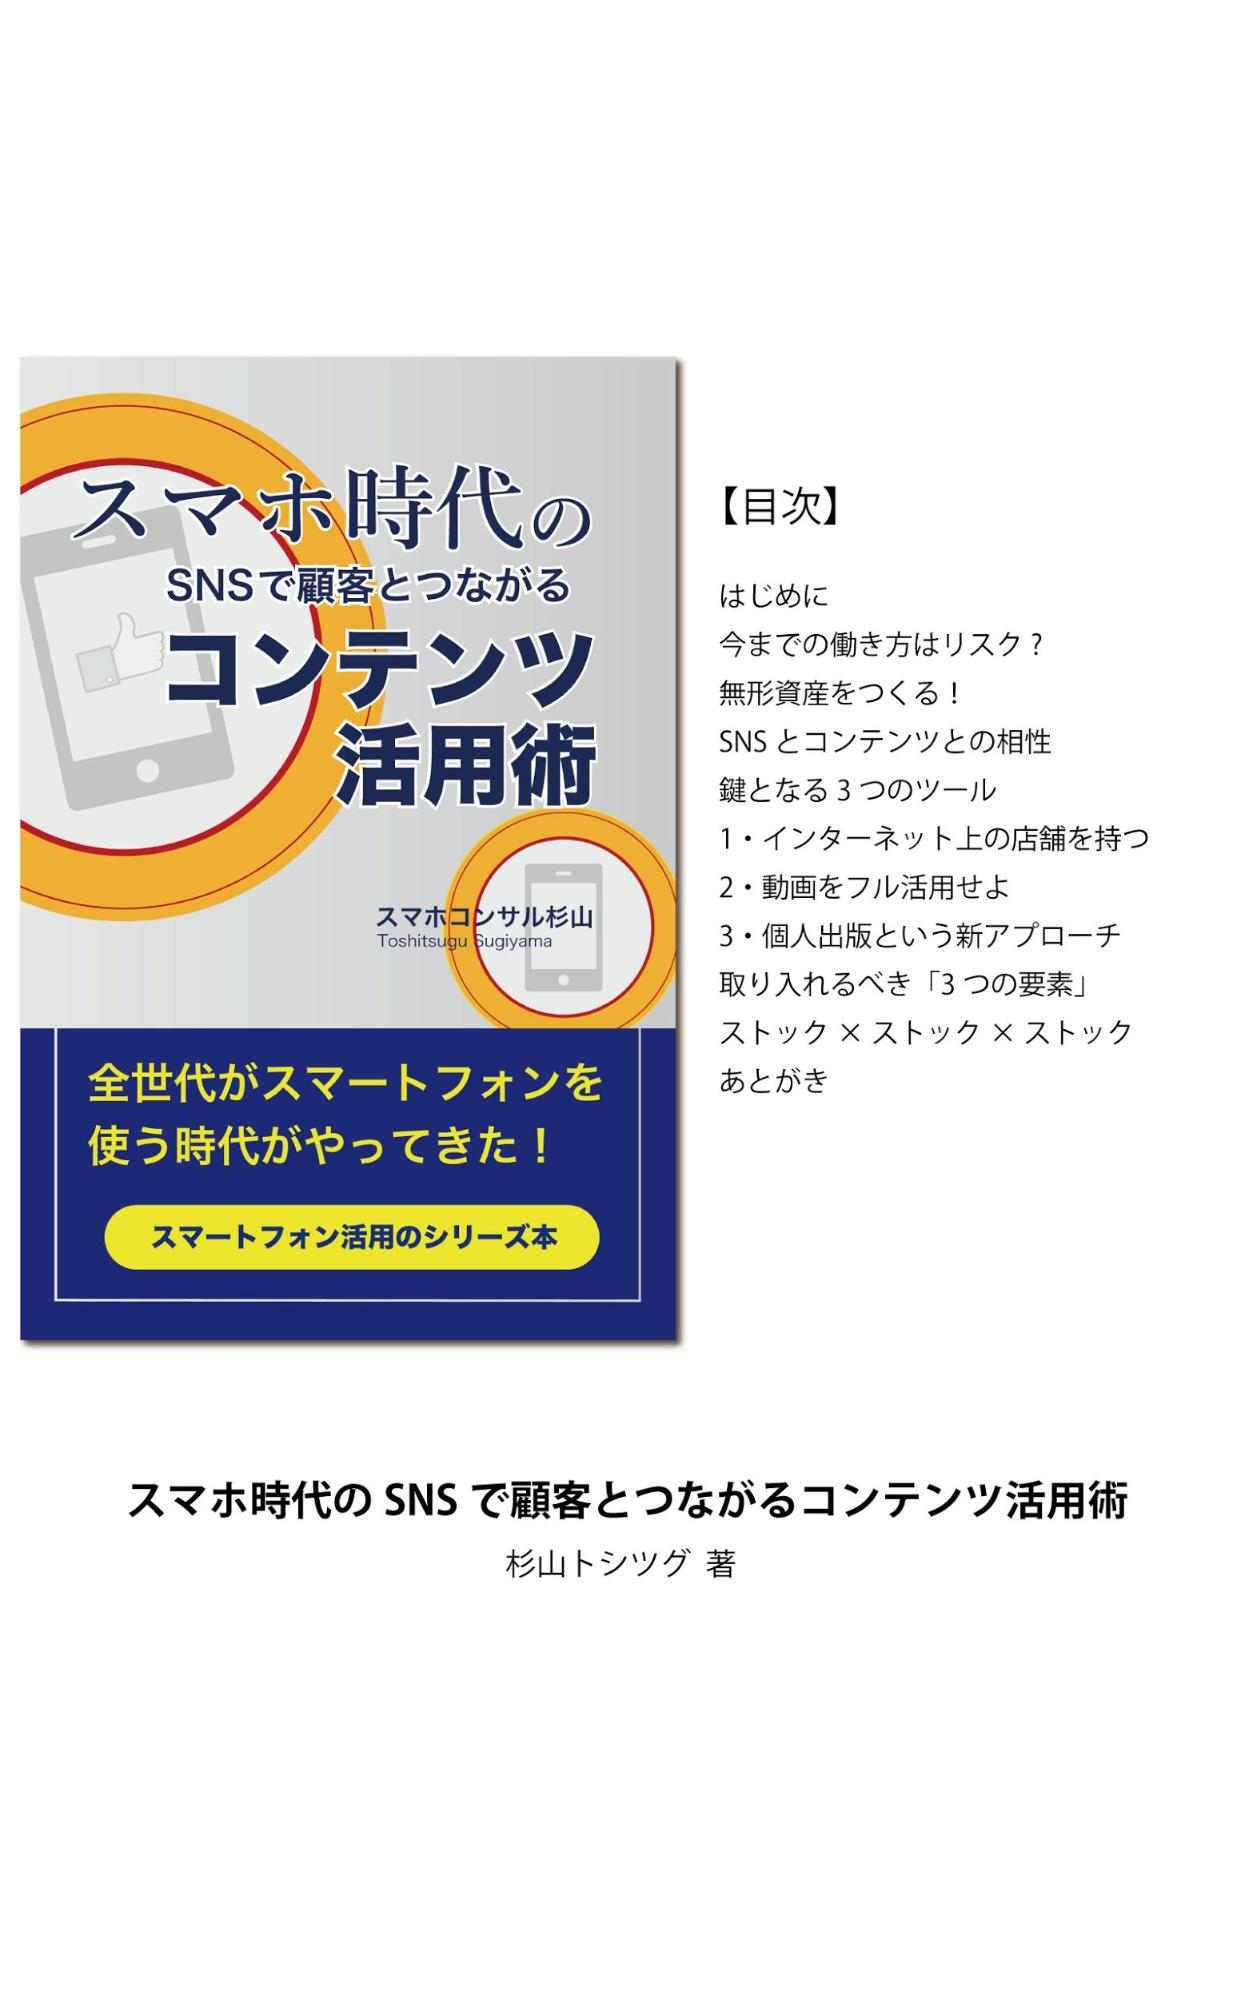 スマホ時代の
SNSで顧客とつながる
コンテンツ
活用術
スマホコンサル杉山
Toshitsugu Sugiyama
全世代がスマートフォンを
使う時代がやってきた！
スマートフォン活用のシリーズ本
【目次】
はじめに
今までの働き方はリスク？
無形資産をつくる！
SNS とコンテンツとの相性
鍵となる 3 つのツール
1・インターネット上の店舗を持つ
2・動画をフル活用せよ
3・個人出版という新アプローチ
取り入れるべき「3 つの要素」
ストック × ストック × ストック
あとがき
スマホ時代の SNS で顧客とつながるコンテンツ活用術
杉山トシツグ 著